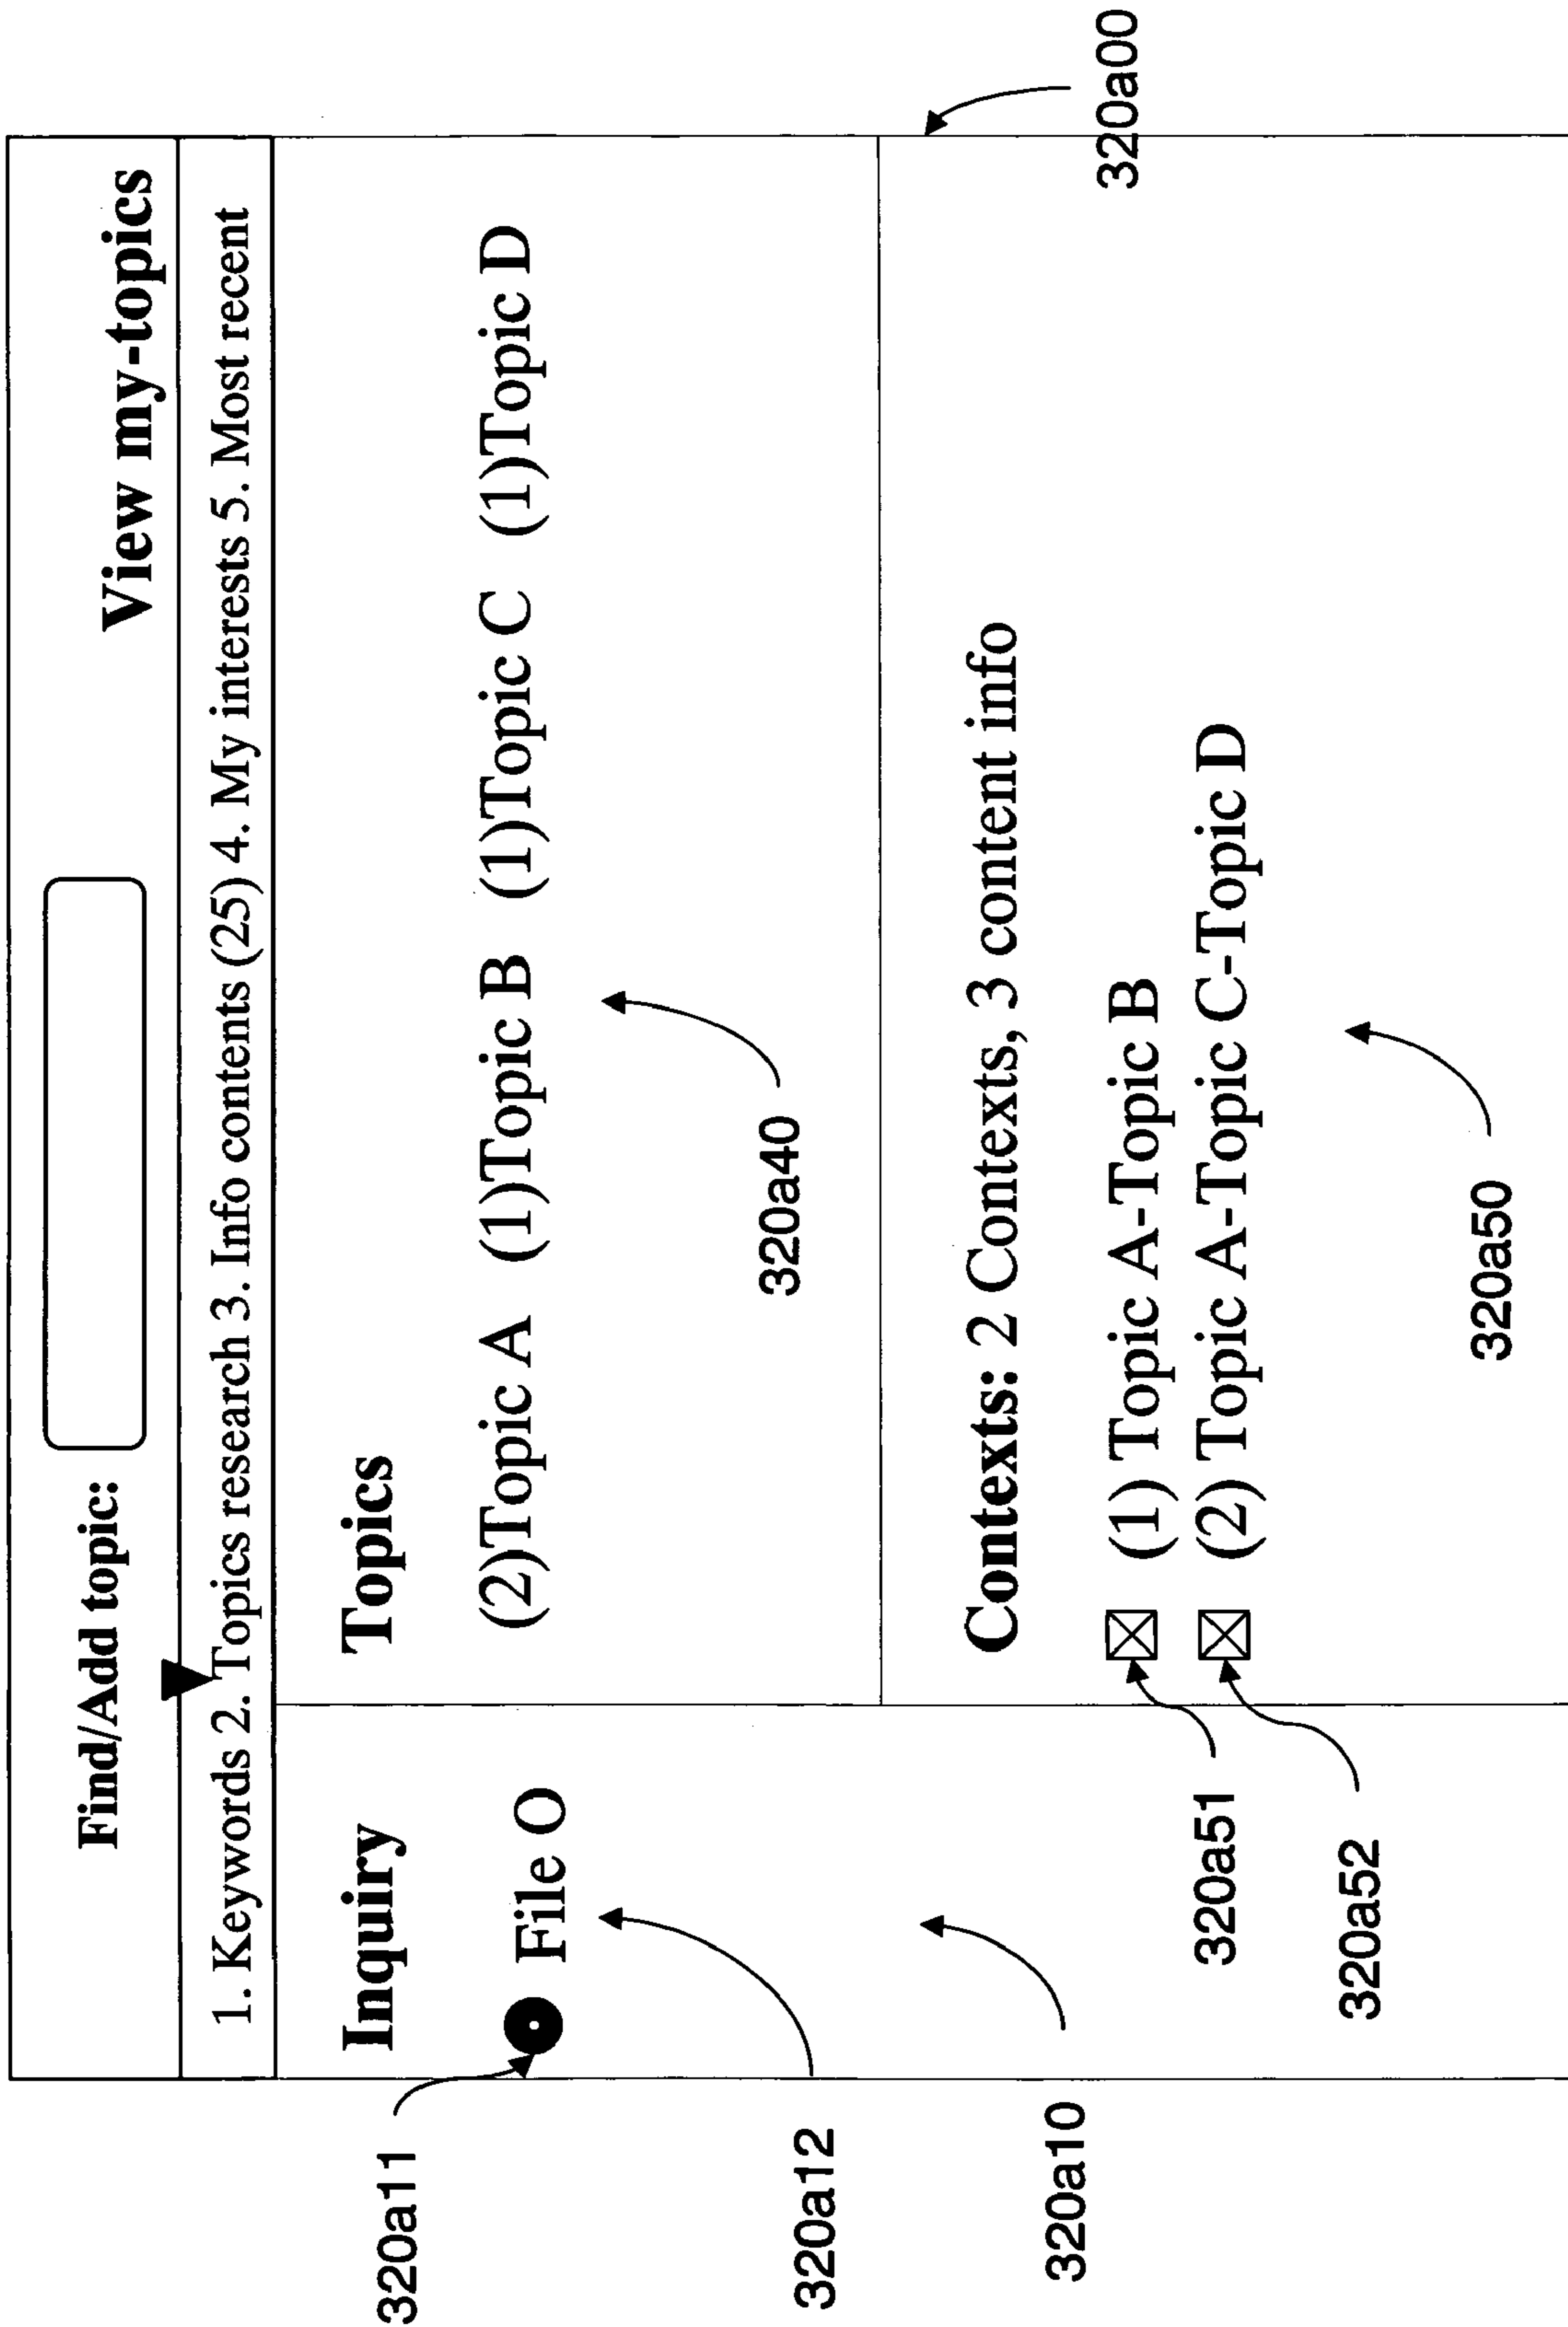 Find/Add topic:
View my-topics
1. Keywords 2. Topics research 3. Info contents (25) 4. My interests 5. Most recent
Inquiry
File O
Topics
(2)Topic A (1)Topic B (1)Topic C (1)Topic D
Contexts: 2 Contexts, 3 content info
(1) Topic A-Topic B
(2) Topic A-Topic C-Topic D
320a11
320a12
320a10
320a40
320a51
320a52
320a50
320a00